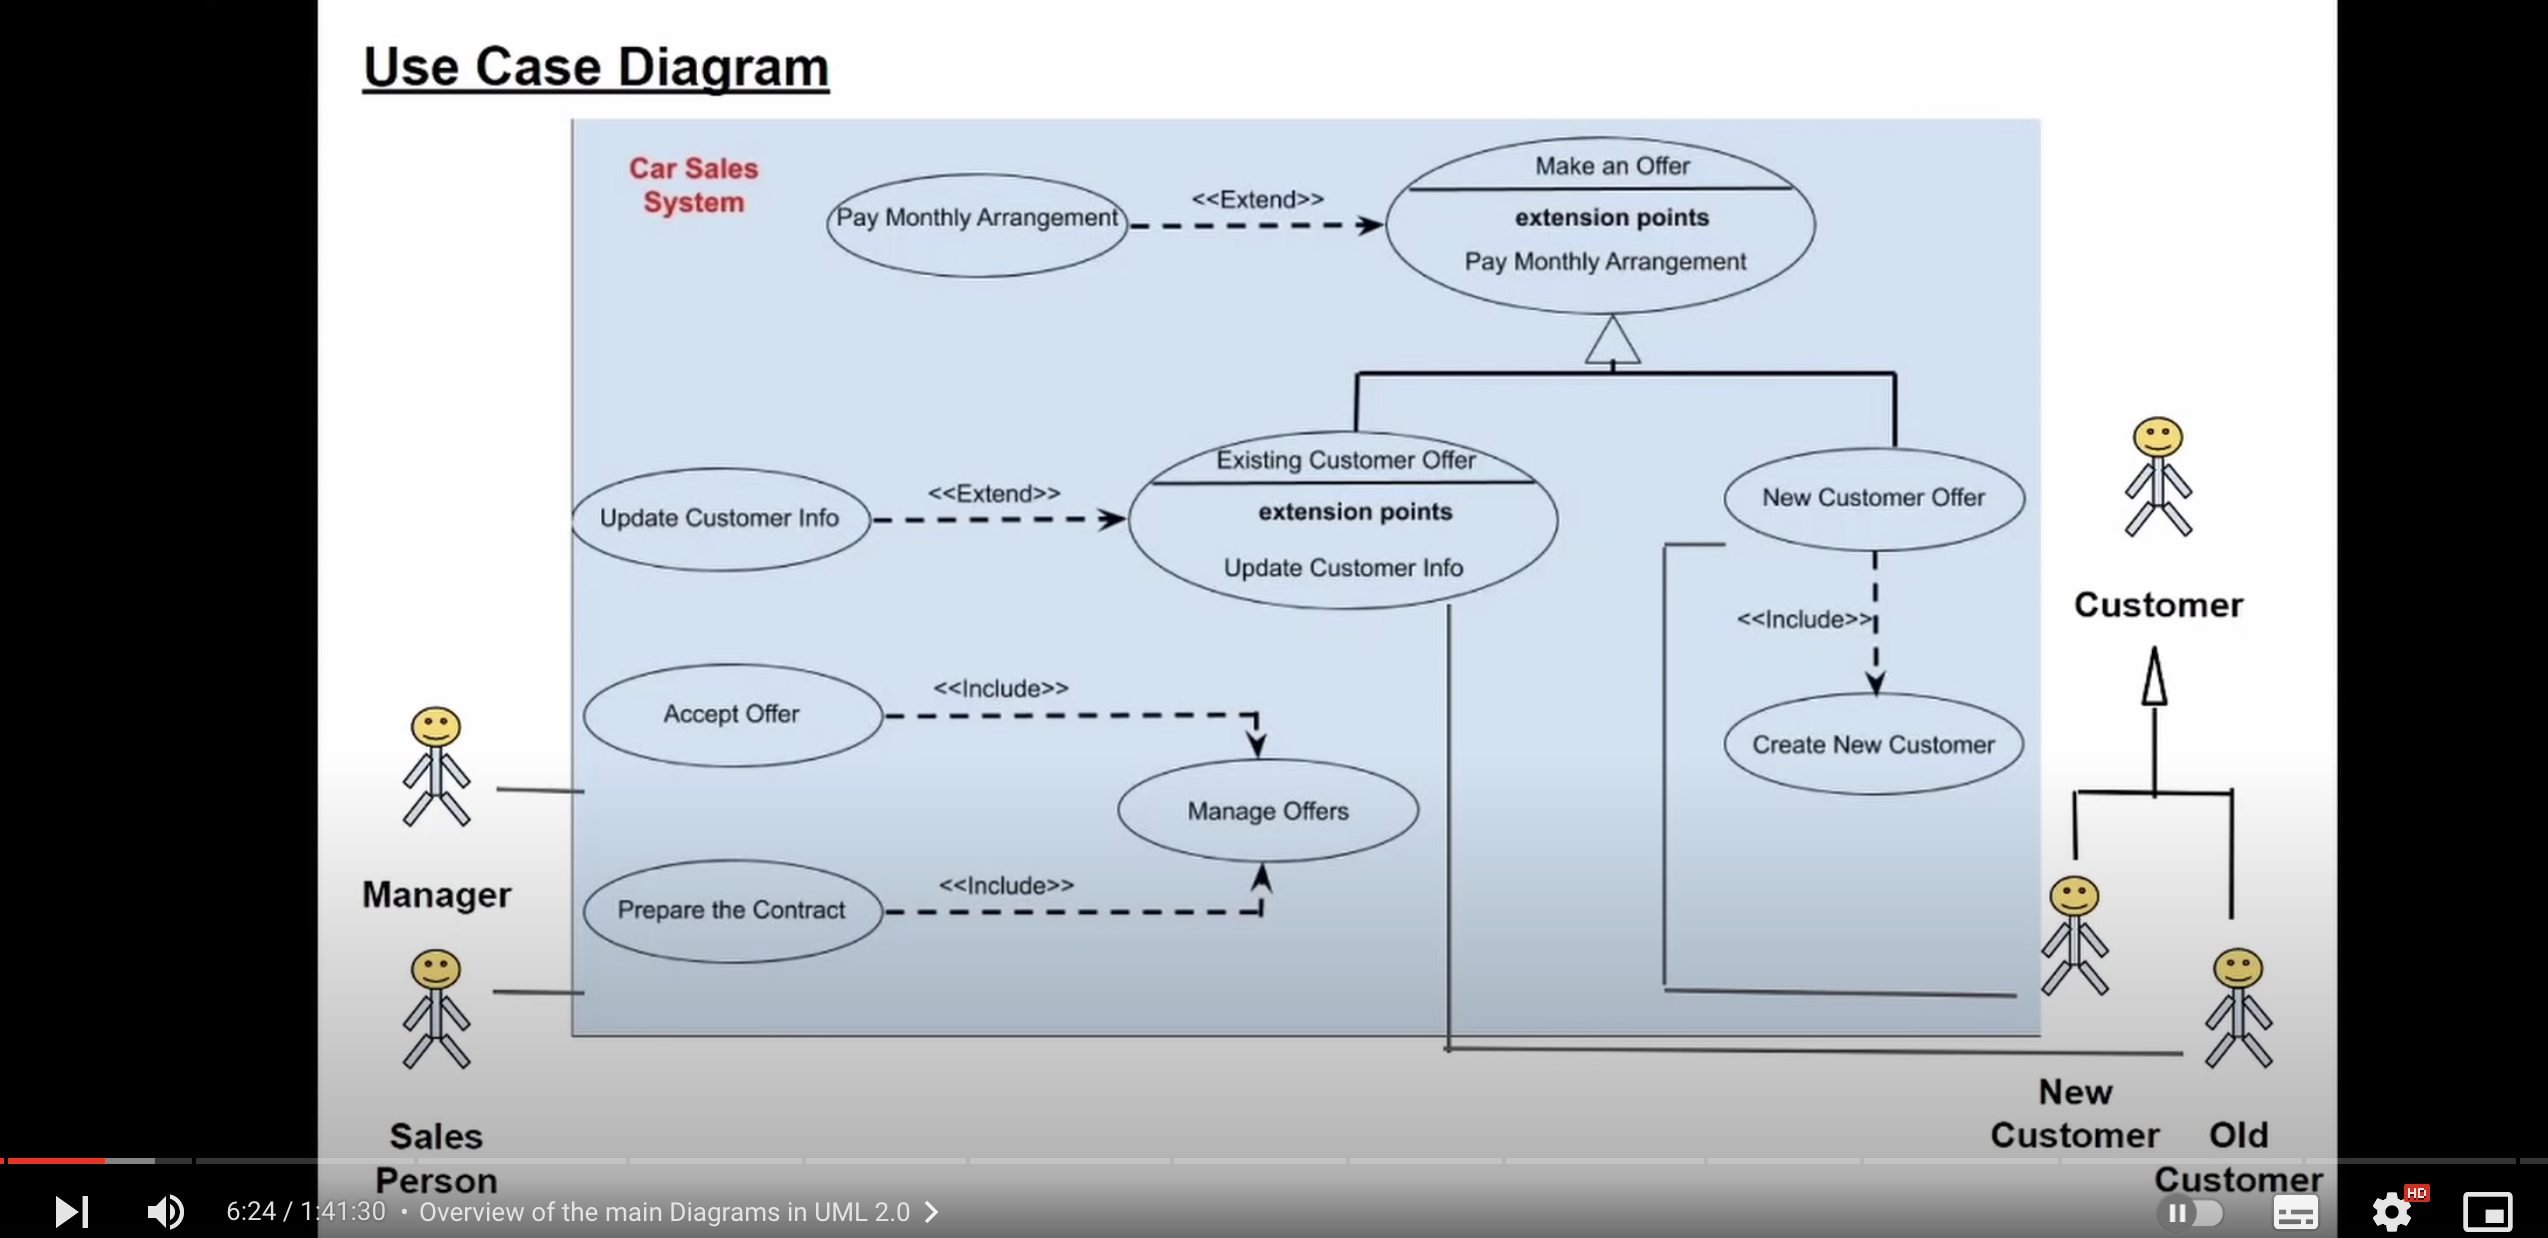 Use Case Diagram
Car Sales
System
Make an Offer
extension points
Pay Monthly Arrangement
<<Extend>>
Pay Monthly Arrangement
Existing Customer Offer
extension points
Update Customer Info
<<Extend>>
Update Customer Info
New Customer Offer
<<Include>>
Create New Customer
Customer
Accept Offer
<<Include>>
Manage Offers
Prepare the Contract
<<Include>>
Manager
Sales
Person
New
Customer
Old
Customer
6:24 / 1:41:30 • Overview of the main Diagrams in UML 2.0
HD